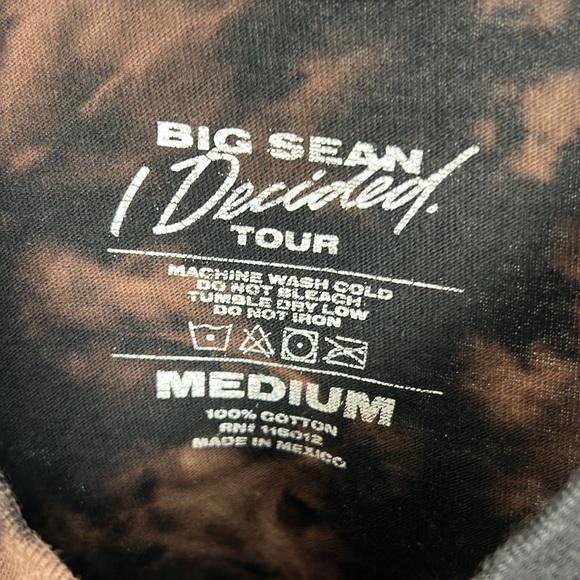 BIG SEAN
I Decided.
TOUR
MACHINE WASH COLD
DO NOT BLEACH
TUMBLE DRY LOW
DO NOT IRON
MEDIUM
100% COTTON
RN# 116012
MADE IN MEXICO